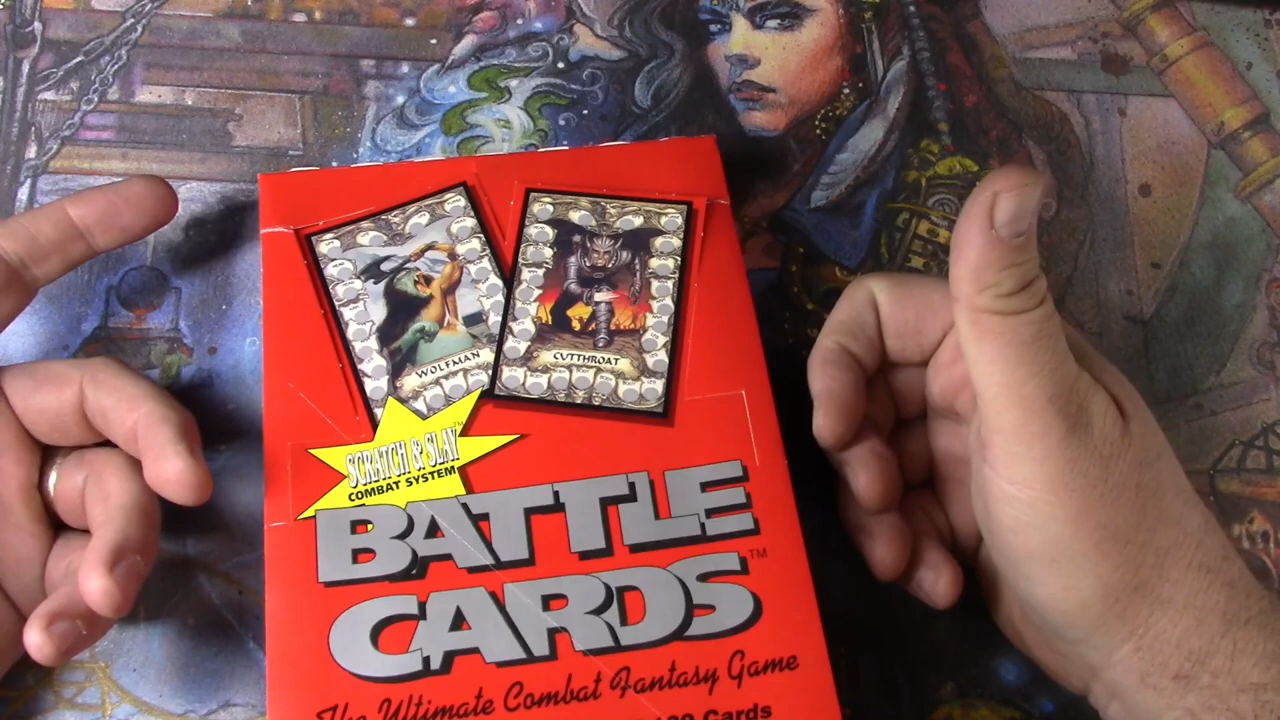 WOLFMAN
CUTTHROAT
SCRATCH & SLAY™
COMBAT SYSTEM
BATTLE
CARDS™
The Ultimate Combat Fantasy Game
Cards